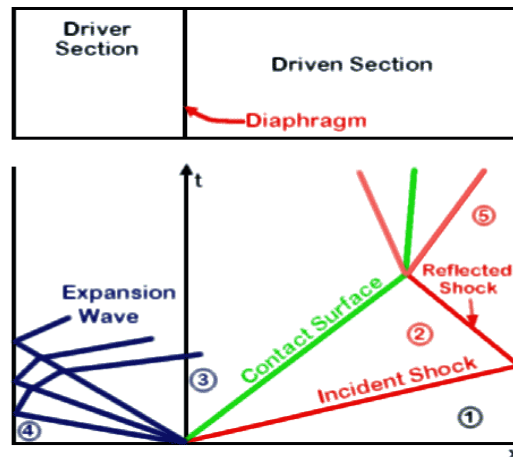 Driver
Section
Driven Section
Diaphragm
t
⑤
Expansion
Wave
Reflected
Shock
Contact Surface
②
③
Incident Shock
①
④
x